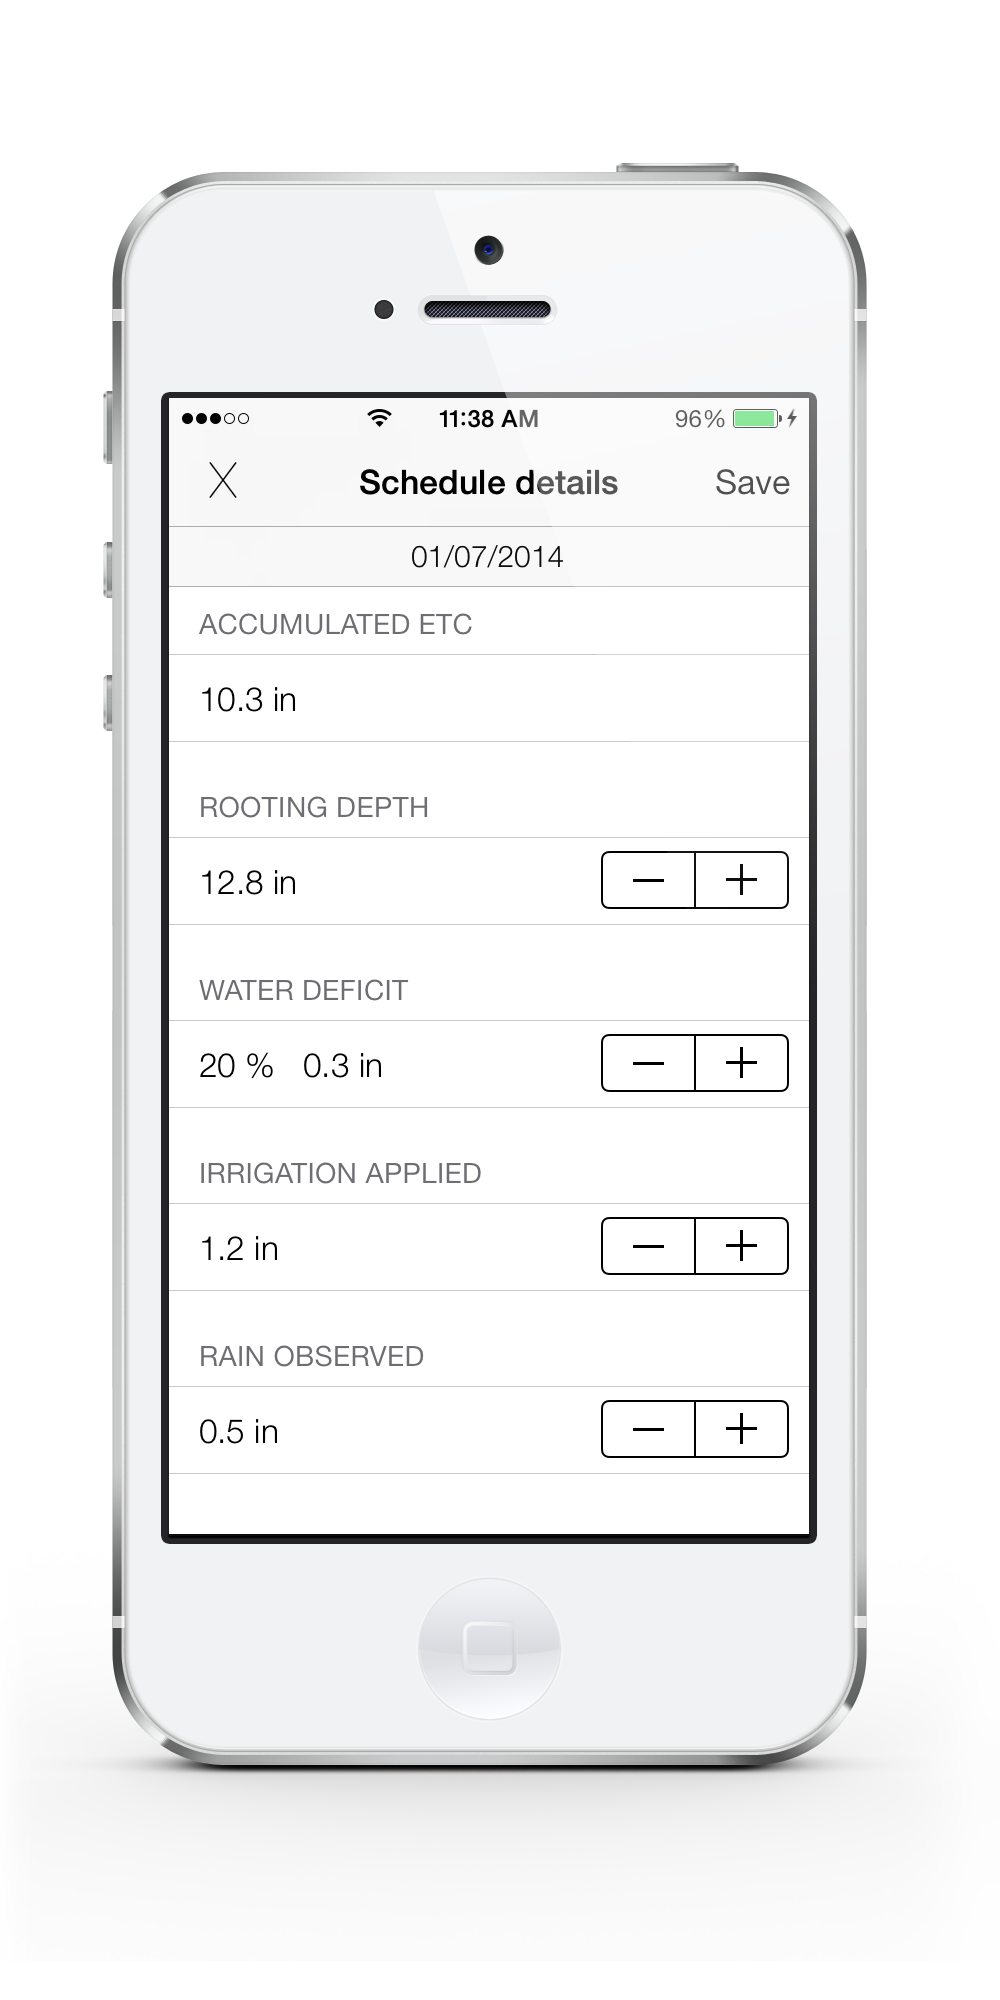 11:38 AM 96%
X Schedule details Save
01/07/2014
ACCUMULATED ETC
10.3 in
ROOTING DEPTH
12.8 in
WATER DEFICIT
20 % 0.3 in
IRRIGATION APPLIED
1.2 in
RAIN OBSERVED
0.5 in